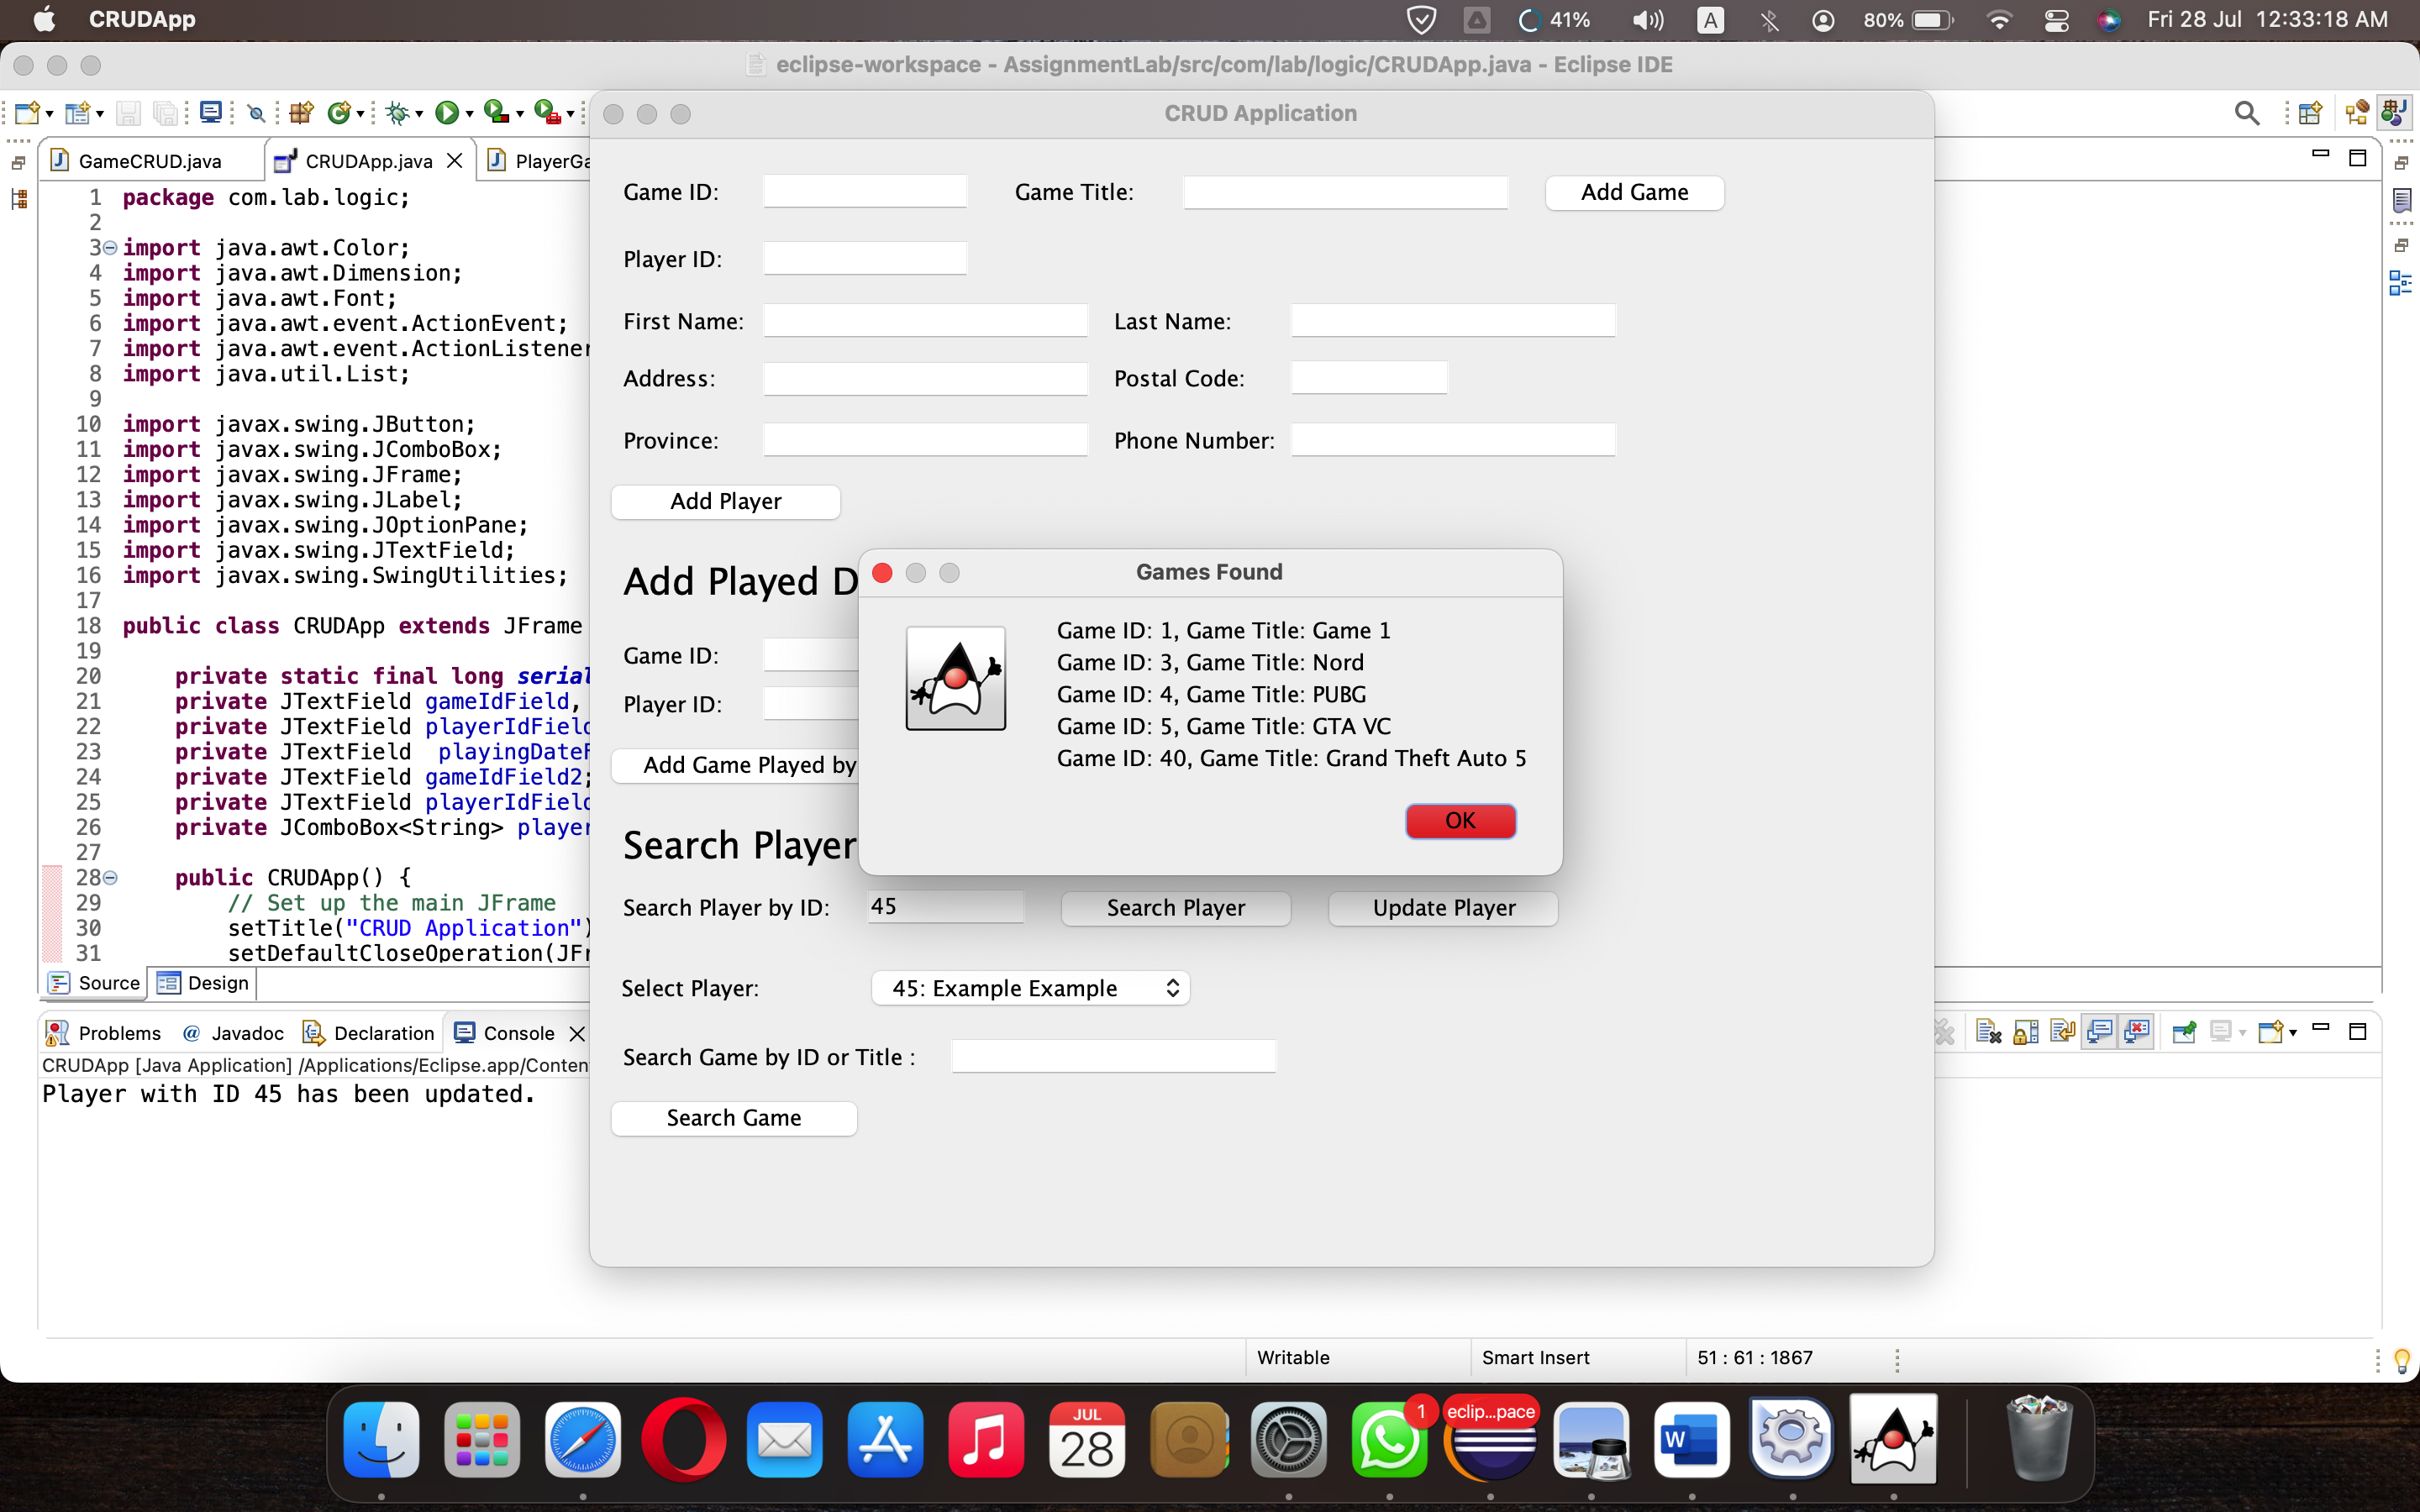 CRUDApp
41%
A
80%
Fri 28 Jul 12:33:18 AM
eclipse-workspace - AssignmentLab/src/com/lab/logic/CRUDApp.java - Eclipse IDE
CRUD Application
GameCRUD.java
CRUDApp.java
PlayerGa
1 package com.lab.logic;
2
3 import java.awt.Color;
4 import java.awt.Dimension;
5 import java.awt.Font;
6 import java.awt.event.ActionEvent;
7 import java.awt.event.ActionListener
8 import java.util.List;
9
10 import javax.swing.JButton;
11 import javax.swing.JComboBox;
12 import javax.swing.JFrame;
13 import javax.swing.JLabel;
14 import javax.swing.JOptionPane;
15 import javax.swing.JTextField;
16 import javax.swing.SwingUtilities;
17
18 public class CRUDApp extends JFrame
19
20 private static final long serial
21 private JTextField gameIdField,
22 private JTextField playerIdField
23 private JTextField playingDateF
24 private JTextField gameIdField2;
25 private JTextField playerIdField
26 private JComboBox<String> player
27
28 public CRUDApp() {
29 // Set up the main JFrame
30 setTitle("CRUD Application")
31 setDefaultCloseOperation(JFr
Source
Design
Problems
@ Javadoc
Declaration
Console
CRUDApp [Java Application] /Applications/Eclipse.app/Conten
Player with ID 45 has been updated.
Game ID:
Game Title:
Add Game
Player ID:
First Name:
Last Name:
Address:
Postal Code:
Province:
Phone Number:
Add Player
Add Played D
Game ID:
Player ID:
Add Game Played by
Search Player
Games Found
Game ID: 1, Game Title: Game 1
Game ID: 3, Game Title: Nord
Game ID: 4, Game Title: PUBG
Game ID: 5, Game Title: GTA VC
Game ID: 40, Game Title: Grand Theft Auto 5
OK
Search Player by ID:
45
Search Player
Update Player
Select Player:
45: Example Example
Search Game by ID or Title :
Search Game
Writable
Smart Insert
51 : 61 : 1867
JUL
28
1
eclip...pace
W